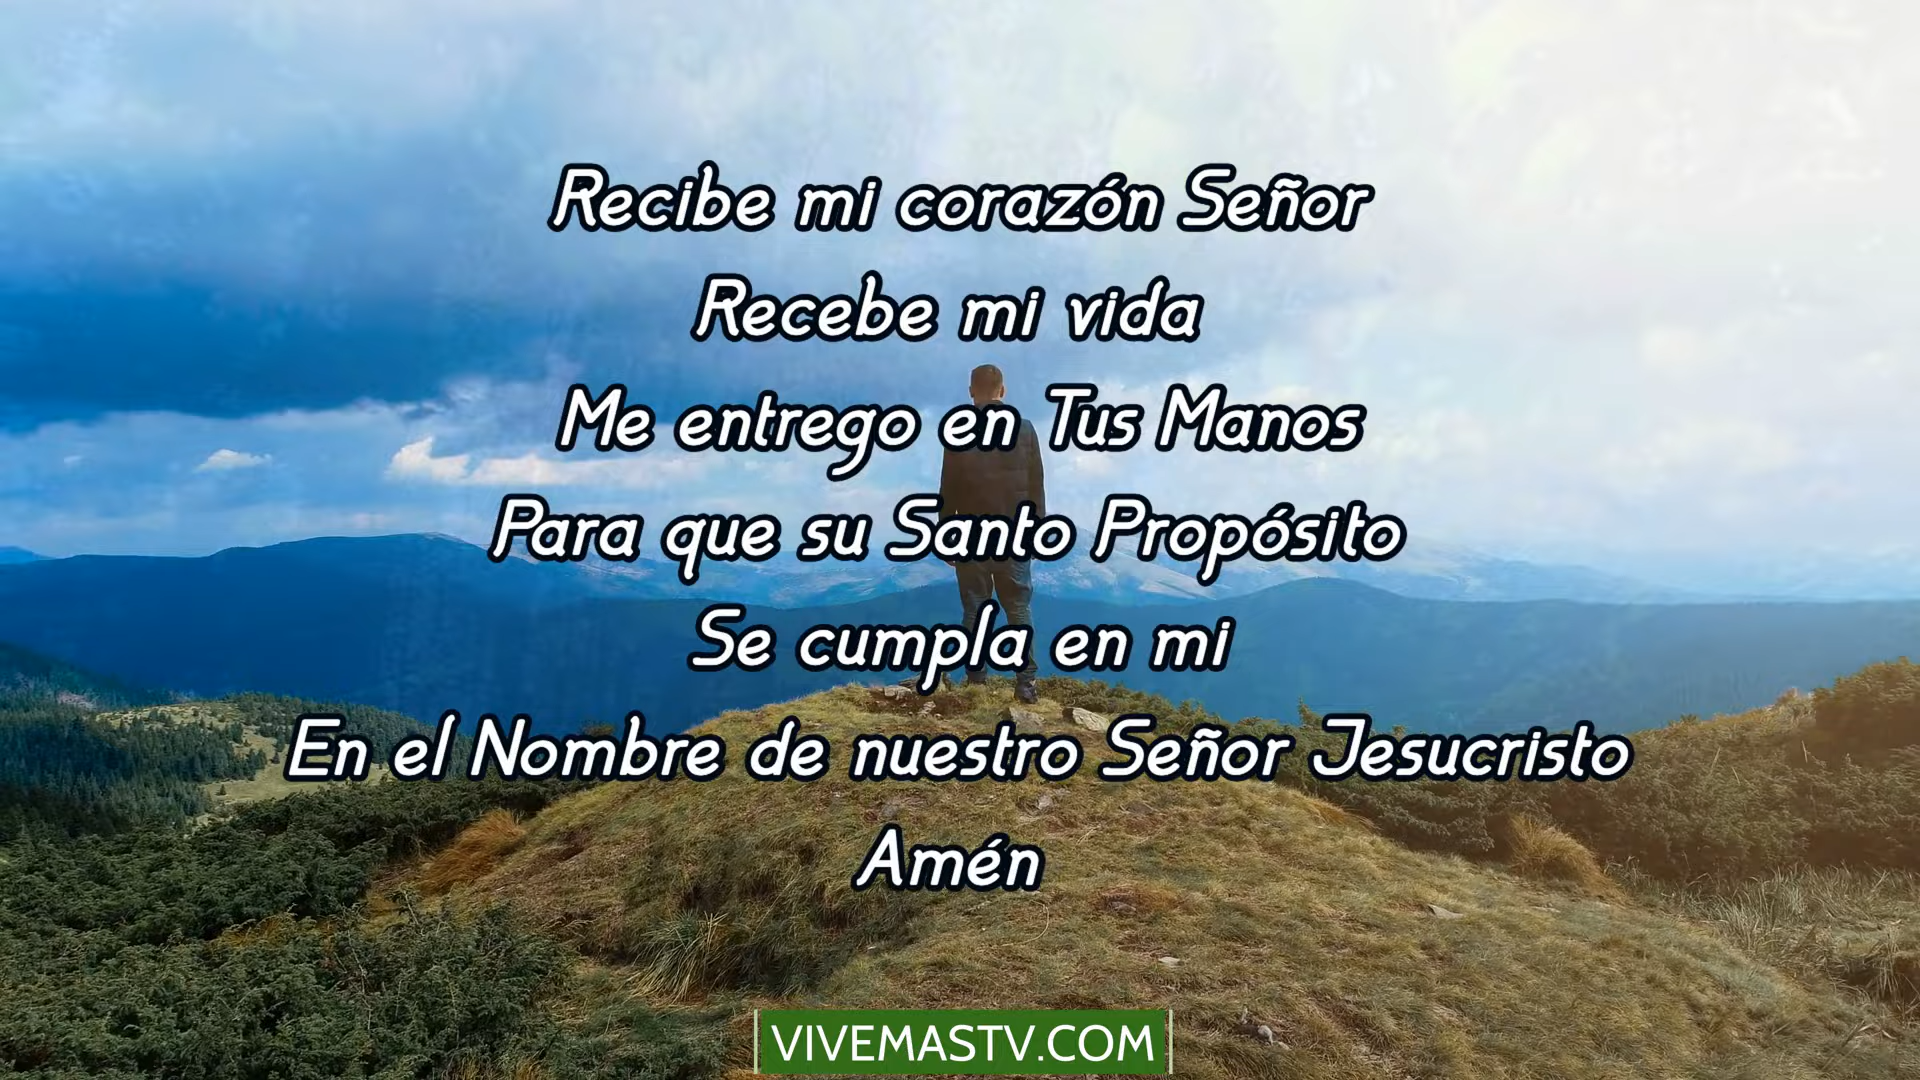 Recibe mi corazón Señor
Recebe mi vida
Me entrego en Tus Manos
Para que su Santo Propósito
Se cumpla en mi
En el Nombre de nuestro Señor Jesucristo
Amén
VIVEMASTV.COM